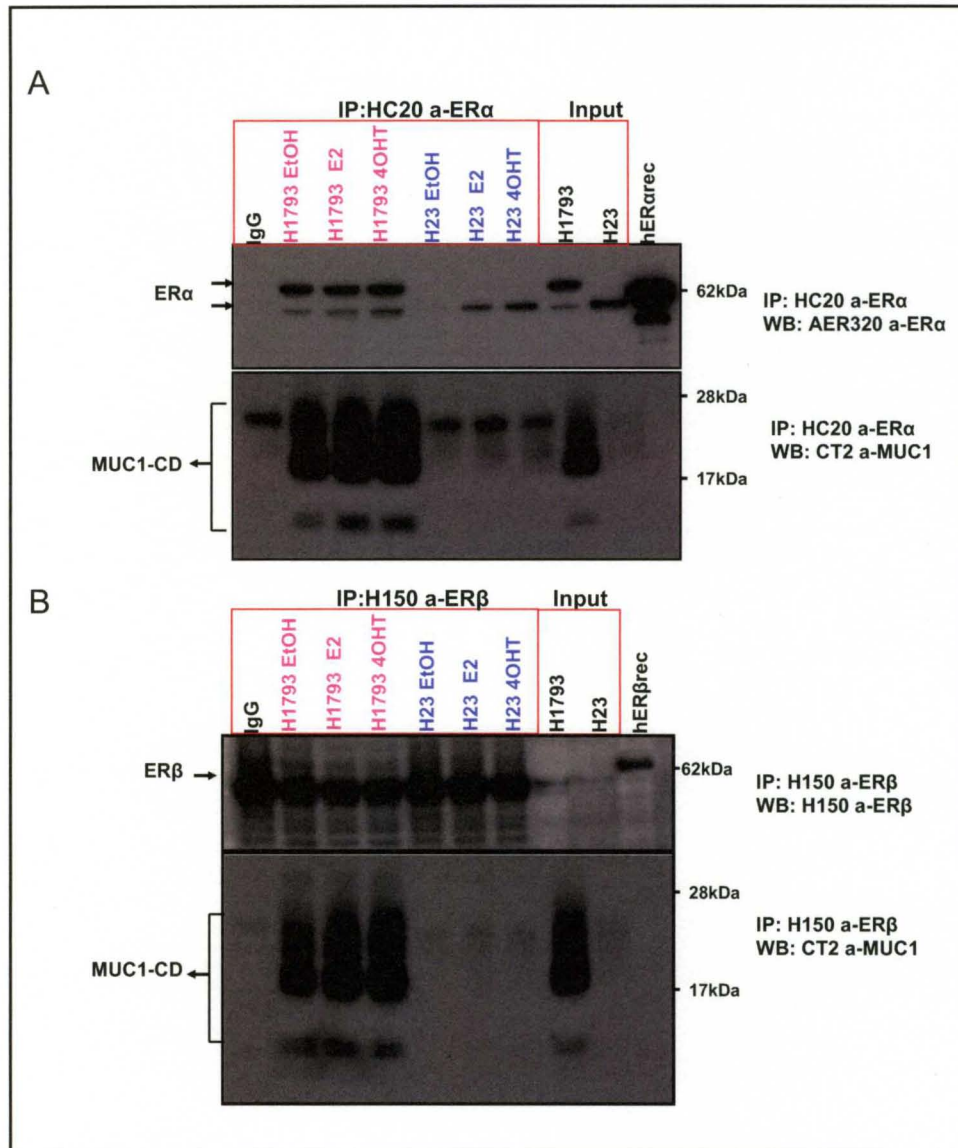 A
IP:HC20 a-ERα
Input
IgG
H1793 EtOH
H1793 E2
H1793 4OHT
H23 EtOH
H23 E2
H23 4OHT
H1793
H23
hERαrec
ERα
62kDa
IP: HC20 a-ERα
WB: AER320 a-ERα
28kDa
MUC1-CD
17kDa
IP: HC20 a-ERα
WB: CT2 a-MUC1
B
IP:H150 a-ERβ
Input
IgG
H1793 EtOH
H1793 E2
H1793 4OHT
H23 EtOH
H23 E2
H23 4OHT
H1793
H23
hERβrec
ERβ
62kDa
IP: H150 a-ERβ
WB: H150 a-ERβ
28kDa
MUC1-CD
17kDa
IP: H150 a-ERβ
WB: CT2 a-MUC1